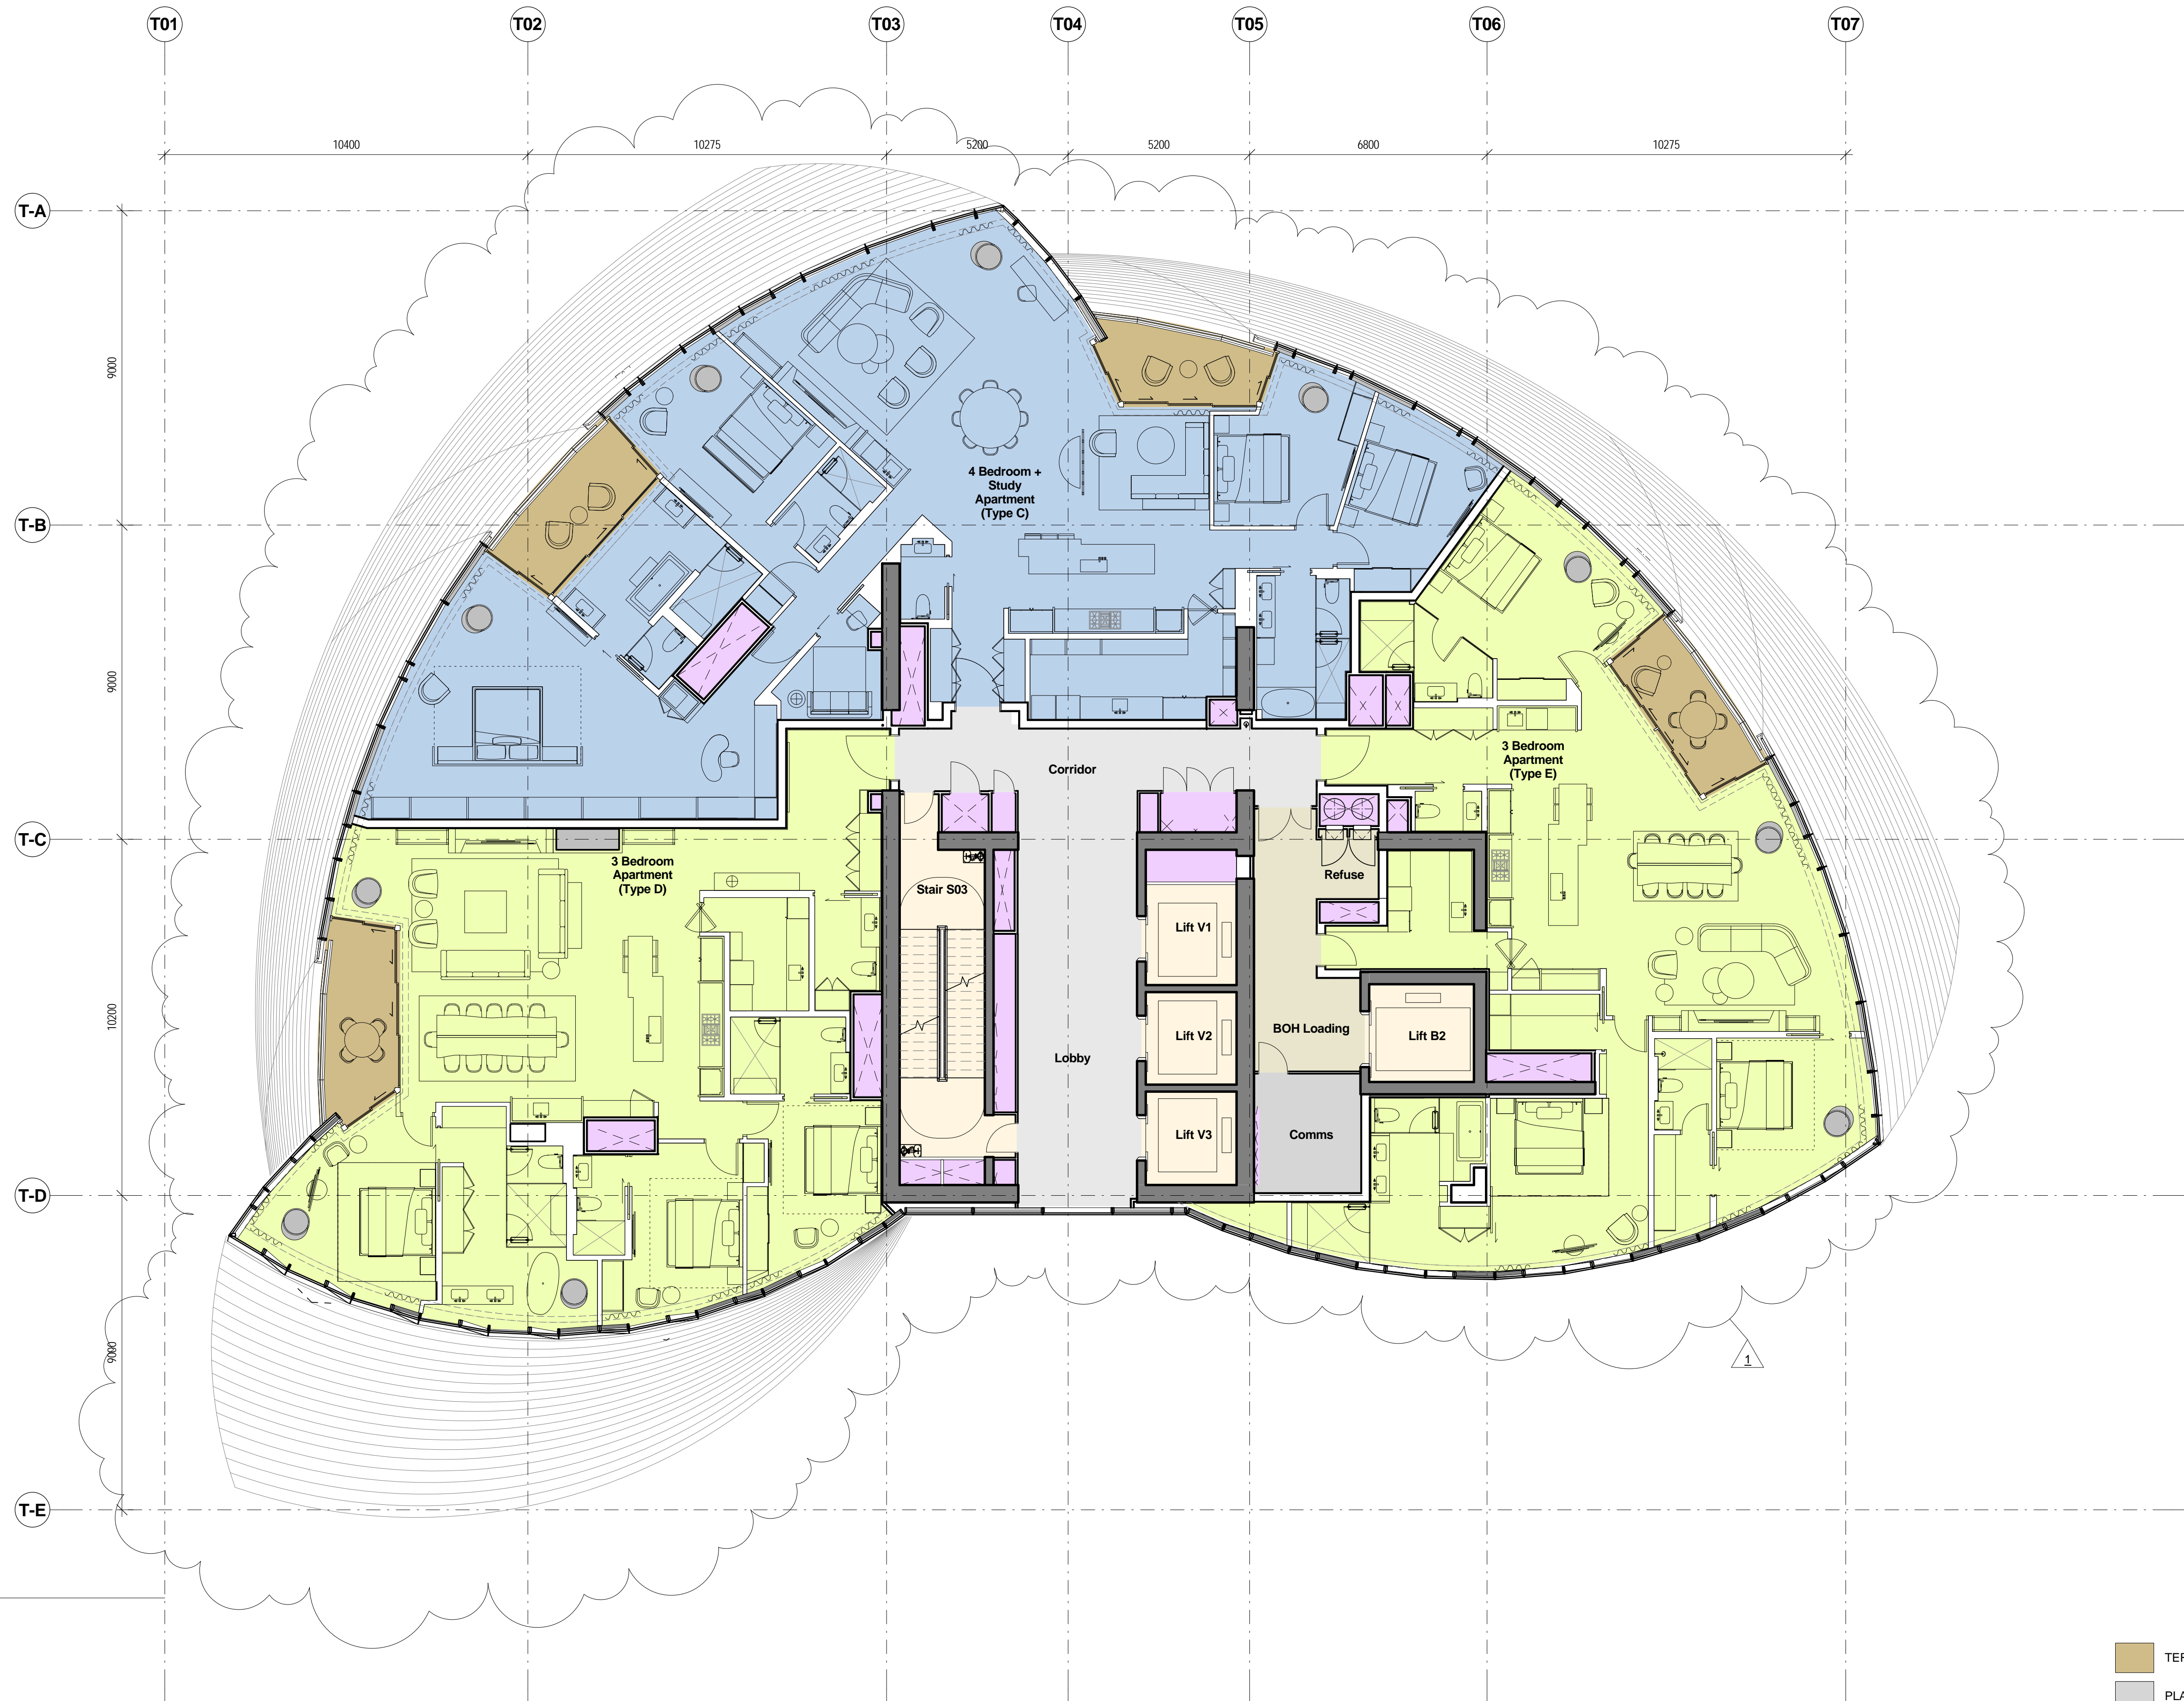 T01 T02 T03 T04 T05 T06 T07
10400 10275 5200 5200 6800 10275
T-A
9000
4 Bedroom +
Study
Apartment
(Type C)
T-B
9000
3 Bedroom
Apartment
(Type E)
Corridor
T-C
3 Bedroom
Apartment
(Type D)
Stair S03
Refuse
Lift V1
10200
Lift V2
BOH Loading
Lift B2
Lobby
Lift V3
Comms
T-D
9090
1
T-E